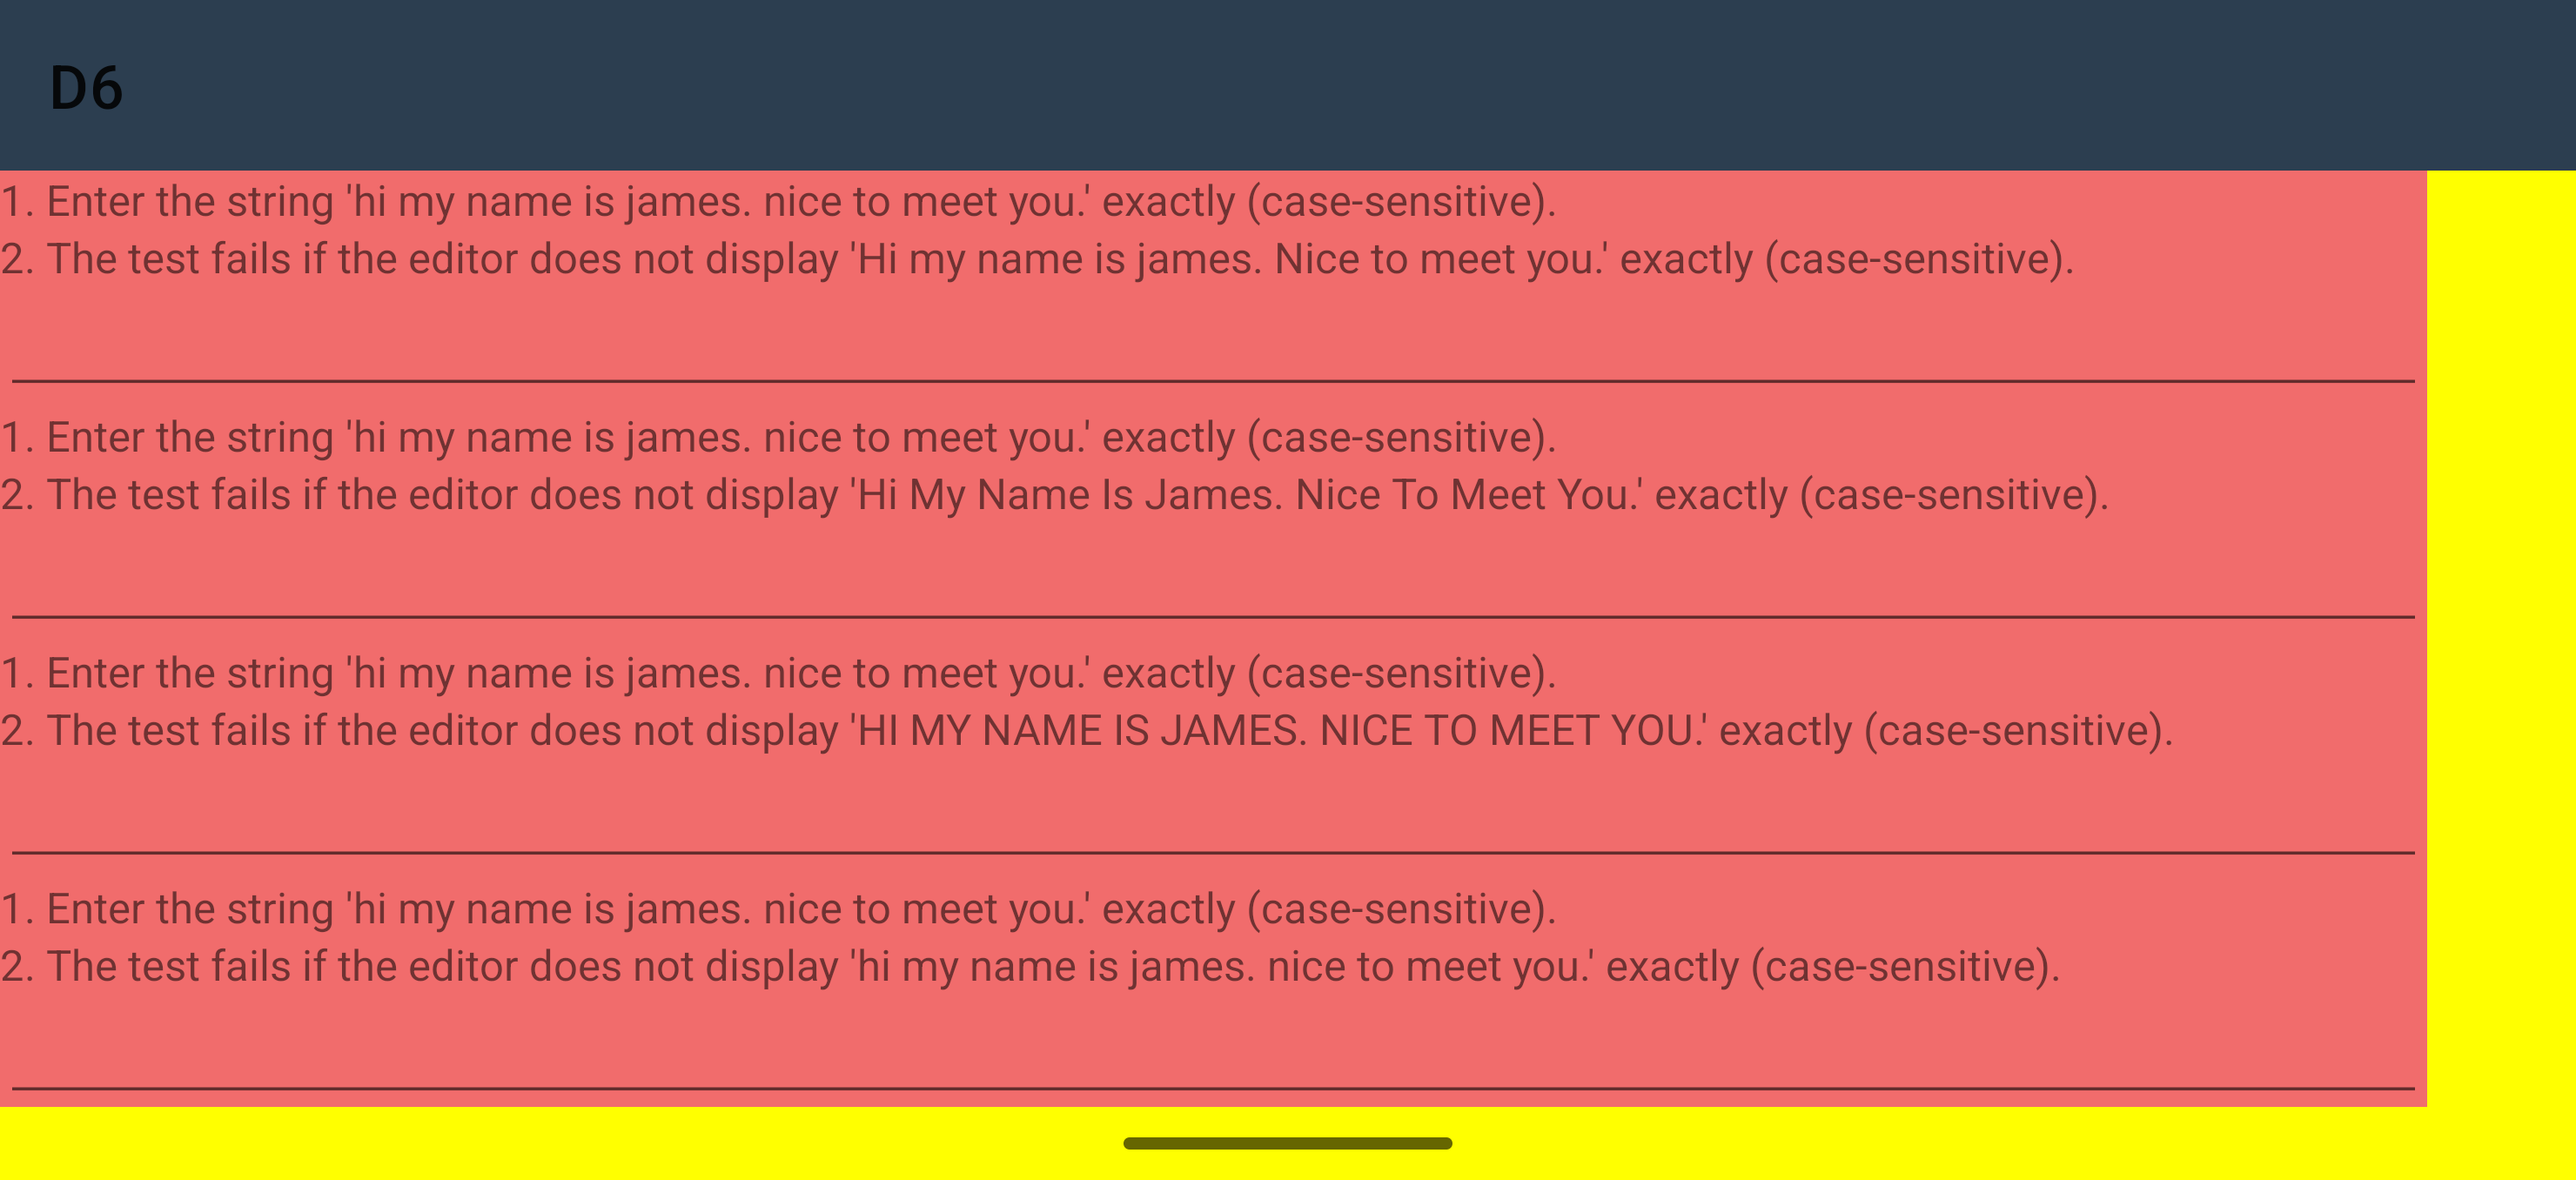 D6
1. Enter the string 'hi my name is james. nice to meet you.' exactly (case-sensitive).
2. The test fails if the editor does not display 'Hi my name is james. Nice to meet you.' exactly (case-sensitive).
1. Enter the string 'hi my name is james. nice to meet you.' exactly (case-sensitive).
2. The test fails if the editor does not display 'Hi My Name Is James. Nice To Meet You.' exactly (case-sensitive).
1. Enter the string 'hi my name is james. nice to meet you.' exactly (case-sensitive).
2. The test fails if the editor does not display 'HI MY NAME IS JAMES. NICE TO MEET YOU.' exactly (case-sensitive).
1. Enter the string 'hi my name is james. nice to meet you.' exactly (case-sensitive).
2. The test fails if the editor does not display 'hi my name is james. nice to meet you.' exactly (case-sensitive).